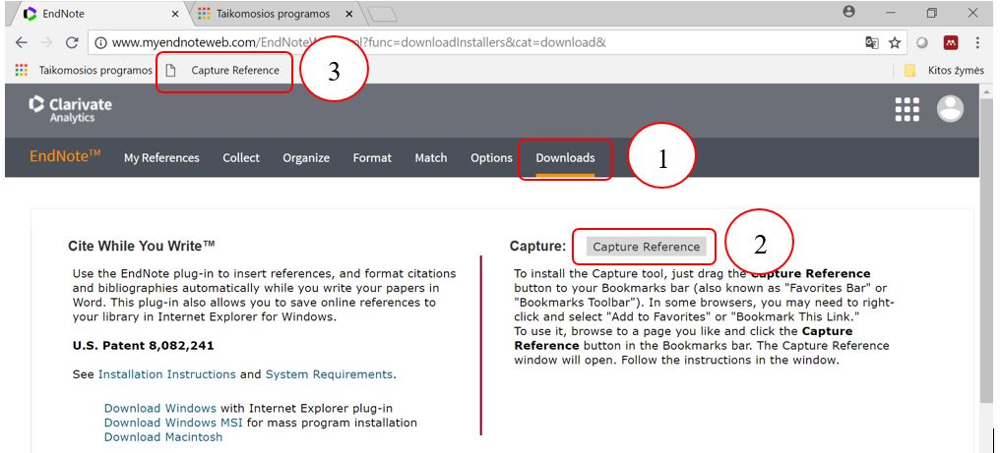 EndNote
Taikomosios programos
www.myendnoteweb.com/EndNoteW   ml?func=downloadInstallers&cat=download&
Taikomosios programos
Capture Reference
3
Kitos žymės
Clarivate
Analytics
EndNote™ My References Collect Organize Format Match Options Downloads
1
Cite While You Write™
Use the EndNote plug-in to insert references, and format citations
and bibliographies automatically while you write your papers in
Word. This plug-in also allows you to save online references to
your library in Internet Explorer for Windows.
U.S. Patent 8,082,241
See Installation Instructions and System Requirements.
Download Windows with Internet Explorer plug-in
Download Windows MSI for mass program installation
Download Macintosh
Capture: Capture Reference
2
To install the Capture tool, just drag the Capture Reference
button to your Bookmarks bar (also known as "Favorites Bar" or
"Bookmarks Toolbar"). In some browsers, you may need to right-
click and select "Add to Favorites" or "Bookmark This Link."
To use it, browse to a page you like and click the Capture
Reference button in the Bookmarks bar. The Capture Reference
window will open. Follow the instructions in the window.